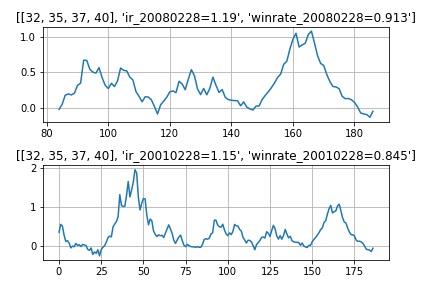 [[32, 35, 37, 40], 'ir_20080228=1.19', 'winrate_20080228=0.913']
1.0
0.5
0.0
80 100 120 140 160 180
[[32, 35, 37, 40], 'ir_20010228=1.15', 'winrate_20010228=0.845']
2
1
0
0 25 50 75 100 125 150 175